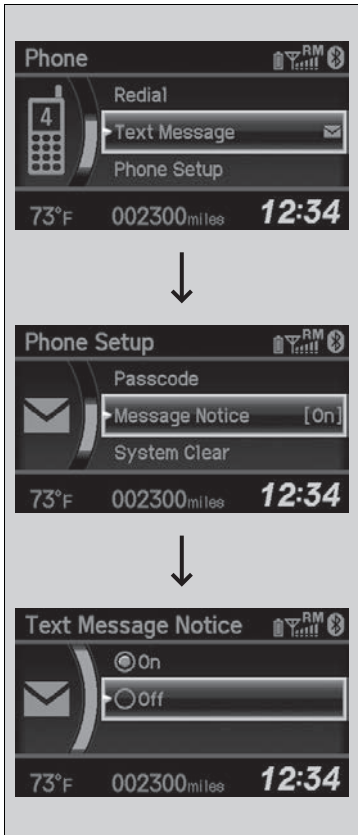 Phone RM
4
Redial
Text Message
Phone Setup
73°F 002300miles 12:34
Phone Setup RM
Passcode
Message Notice [On]
System Clear
73°F 002300miles 12:34
Text Message Notice RM
On
Off
73°F 002300miles 12:34